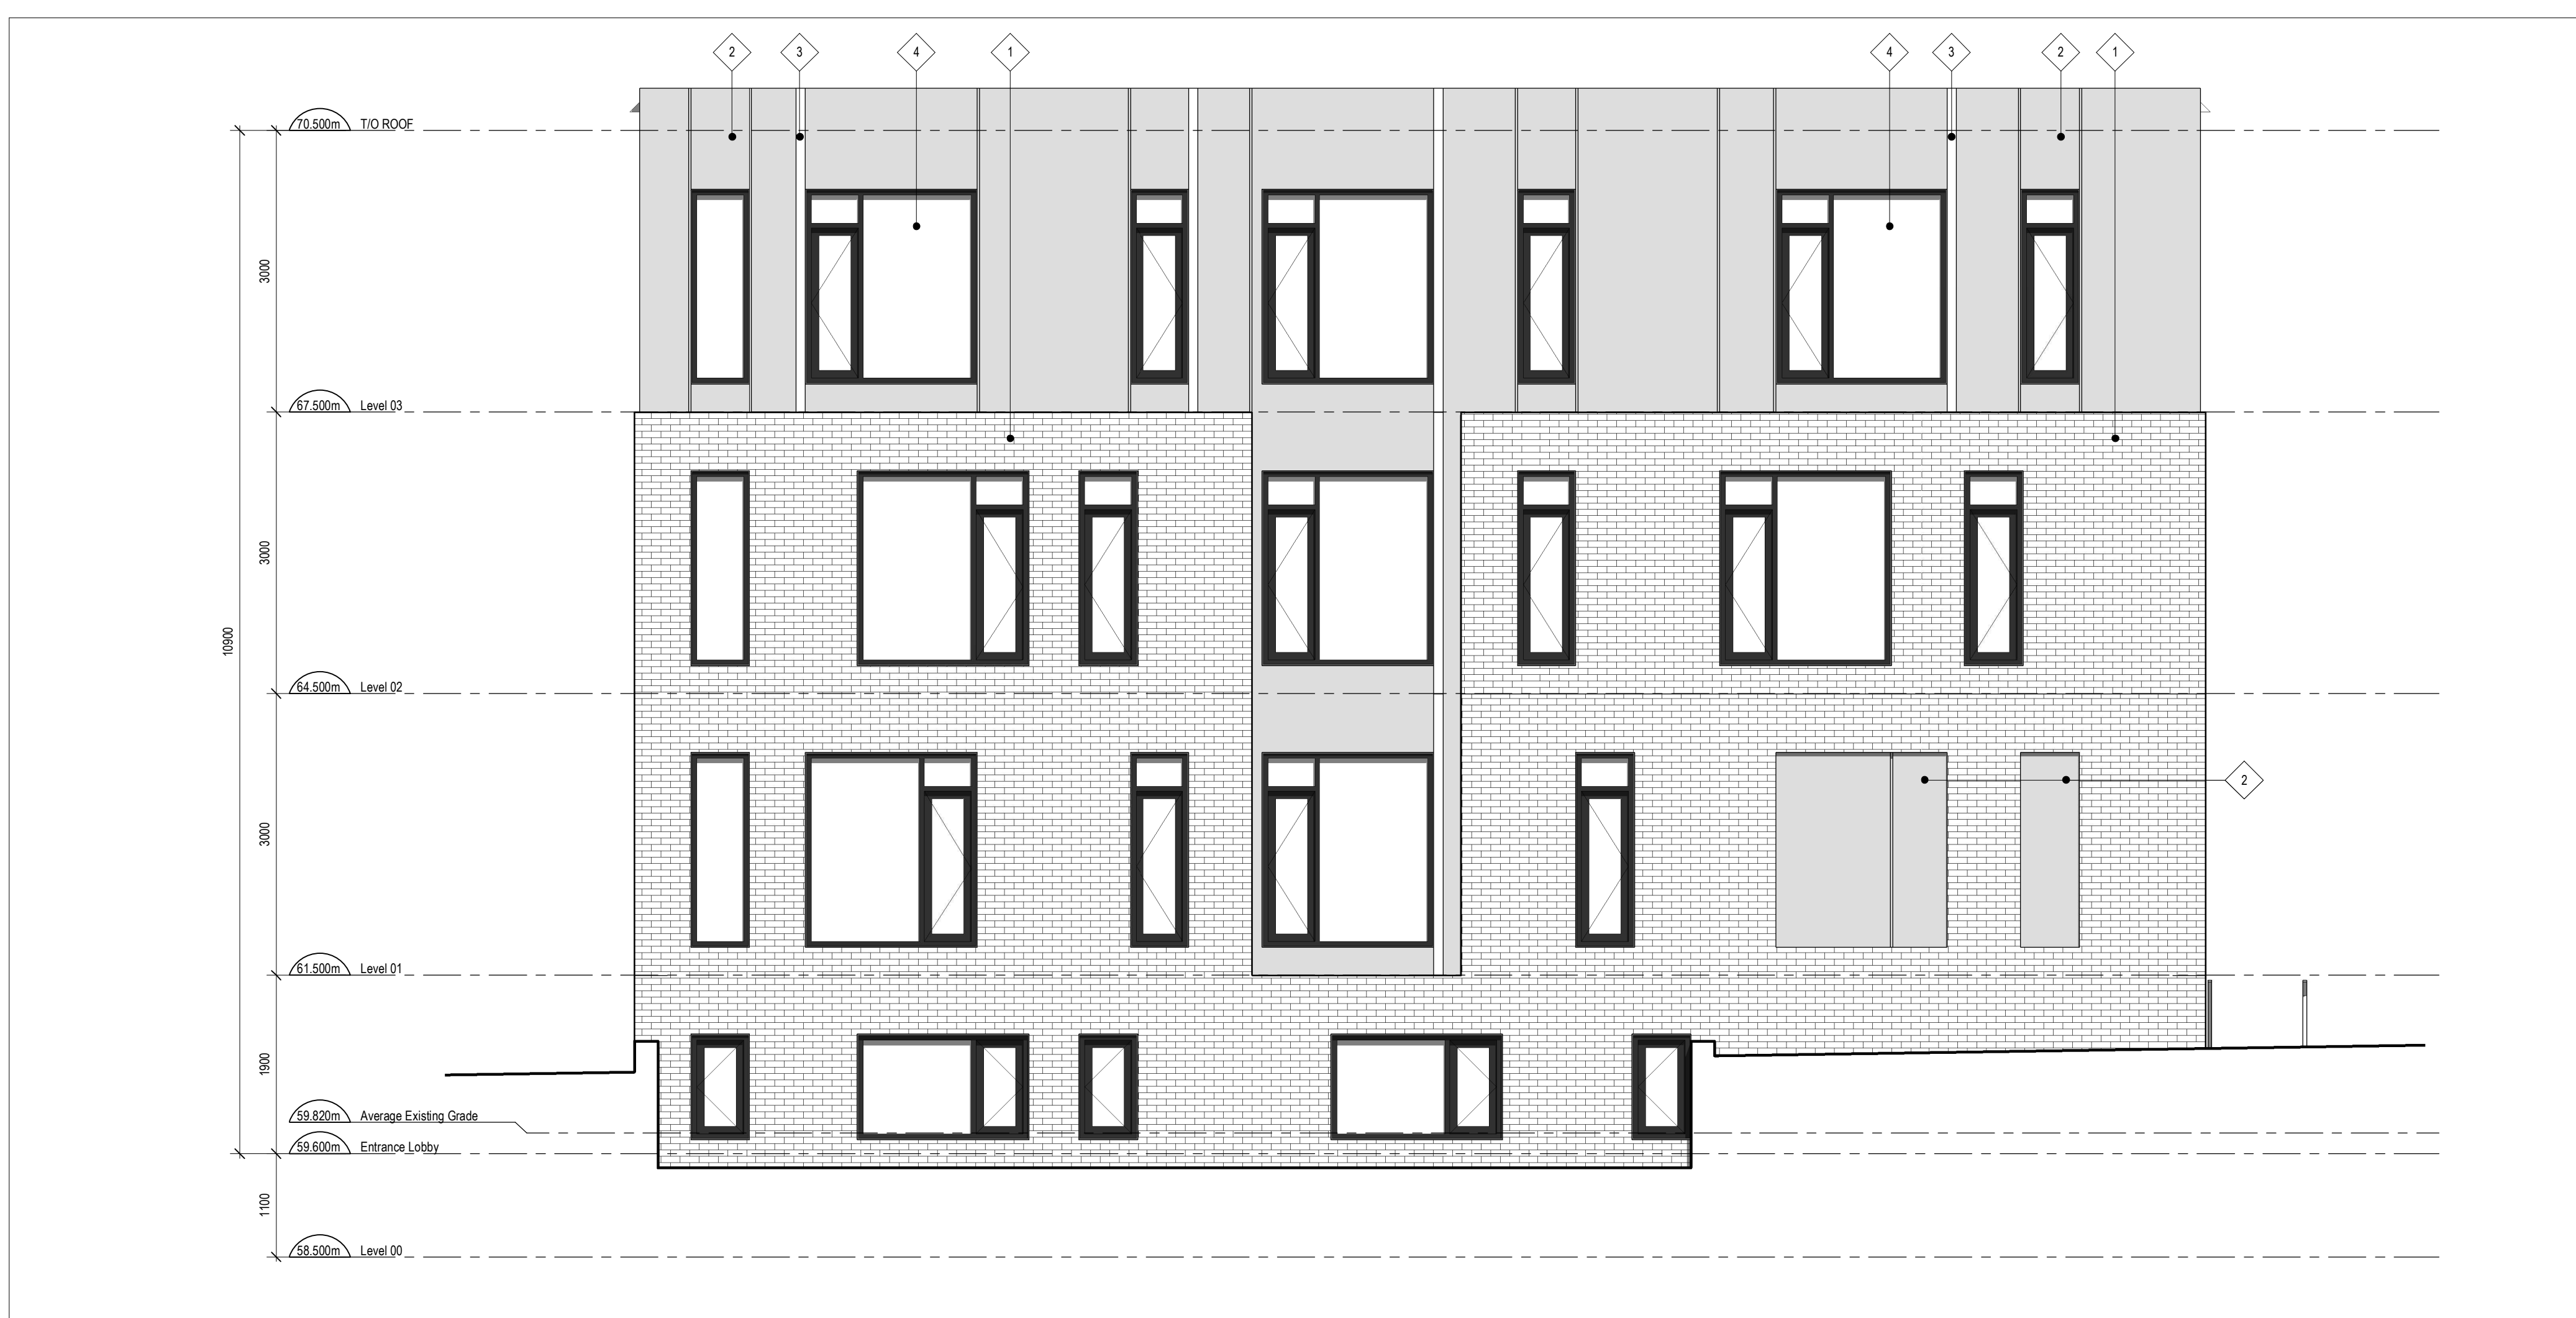 2 3 4 1 4 3 2 1
70.500m T/O ROOF
3000
67.500m Level 03
3000
10900
64.500m Level 02
2
3000
61.500m Level 01
1900
59.820m Average Existing Grade
59.600m Entrance Lobby
1100
58.500m Level 00